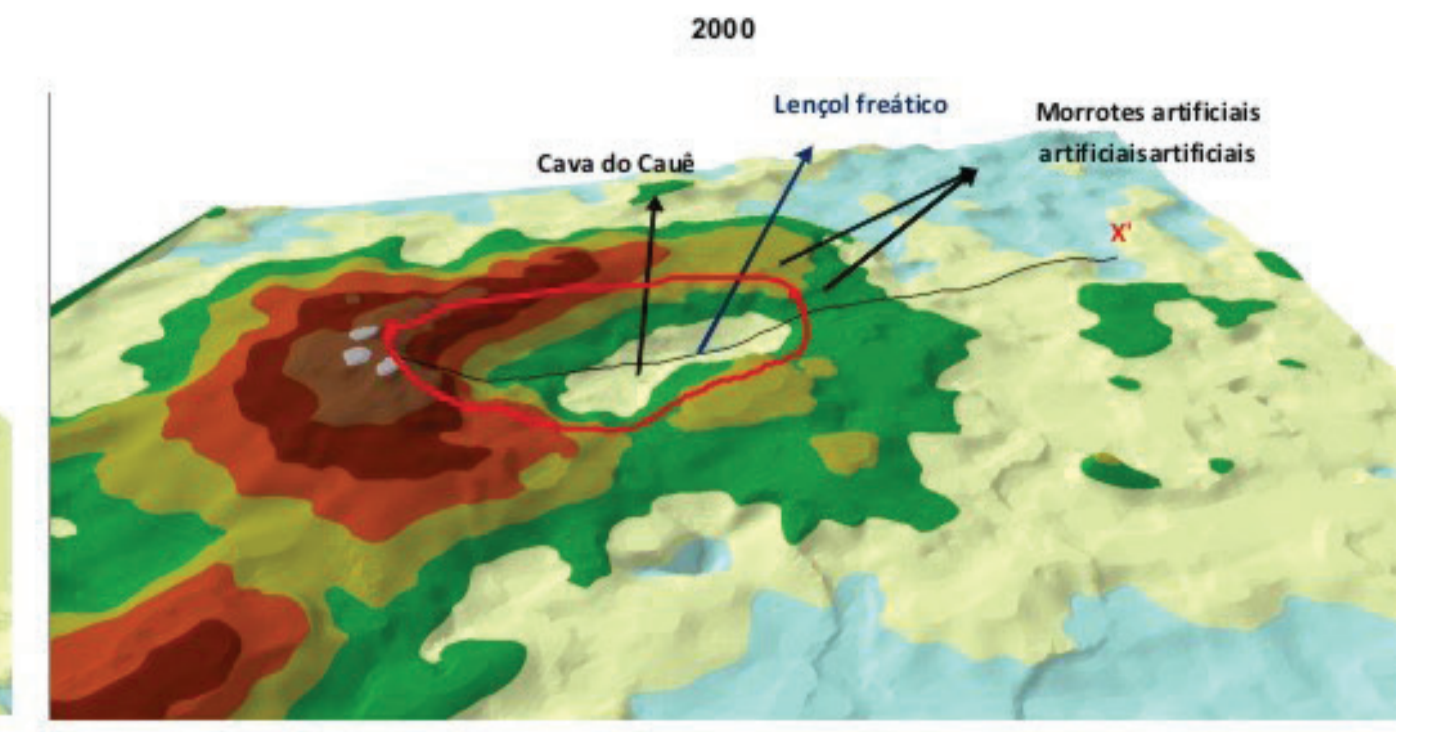 2000
Lençol freático
Morrotes artificiais
artificiaisartificiais
Cava do Cauê
X'